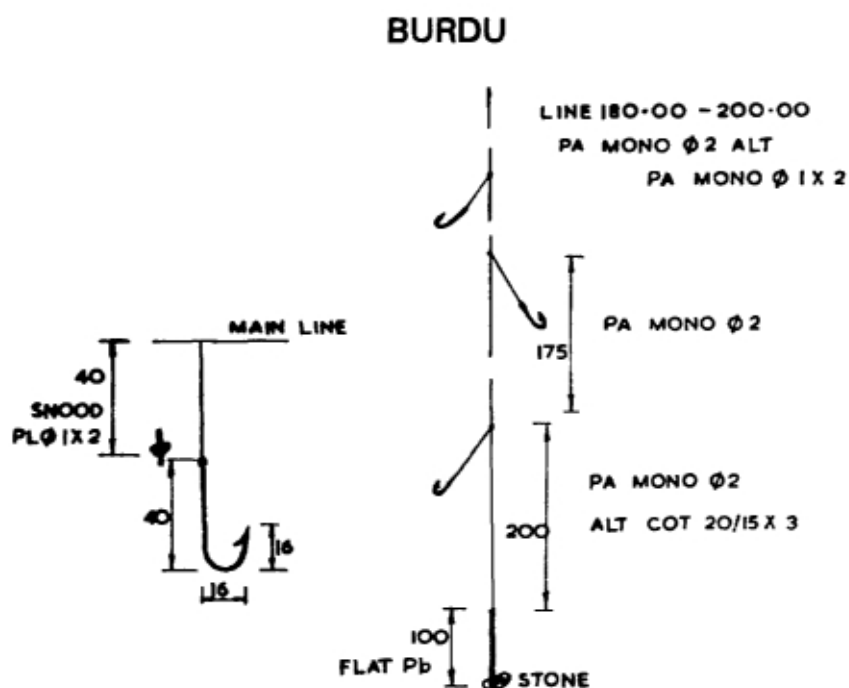 BURDU
LINE 180·00 - 200·00
PA MONO Ø 2 ALT
PA MONO Ø 1 X 2
MAIN LINE
40
SNOOD
PLØ 1X2
40
16
16
175
PA MONO Ø2
200
PA MONO Ø2
ALT COT 20/15 X 3
100
FLAT Pb
STONE